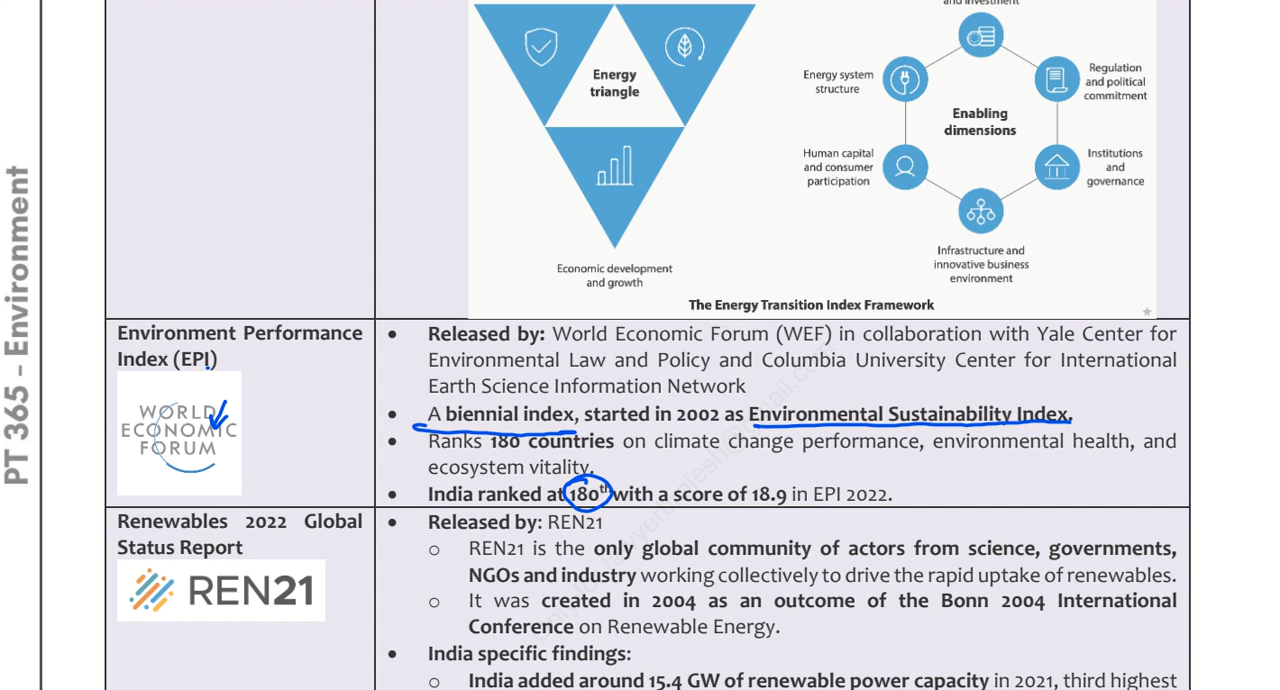 and investment
Energy
triangle
Economic development
and growth
Energy system
structure
Regulation
and political
commitment
Enabling
dimensions
Human capital
and consumer
participation
Institutions
and
governance
Infrastructure and
innovative business
environment
The Energy Transition Index Framework
PT 365 - Environment
Environment Performance
Index (EPI)
WORLD
ECONOMIC
FORUM
• Released by: World Economic Forum (WEF) in collaboration with Yale Center for
Environmental Law and Policy and Columbia University Center for International
Earth Science Information Network
• A biennial index, started in 2002 as Environmental Sustainability Index.
• Ranks 180 countries on climate change performance, environmental health, and
ecosystem vitality.
• India ranked at 180th with a score of 18.9 in EPI 2022.
Renewables 2022 Global
Status Report
REN21
• Released by: REN21
o REN21 is the only global community of actors from science, governments,
NGOs and industry working collectively to drive the rapid uptake of renewables.
o It was created in 2004 as an outcome of the Bonn 2004 International
Conference on Renewable Energy.
• India specific findings:
o India added around 15.4 GW of renewable power capacity in 2021, third highest